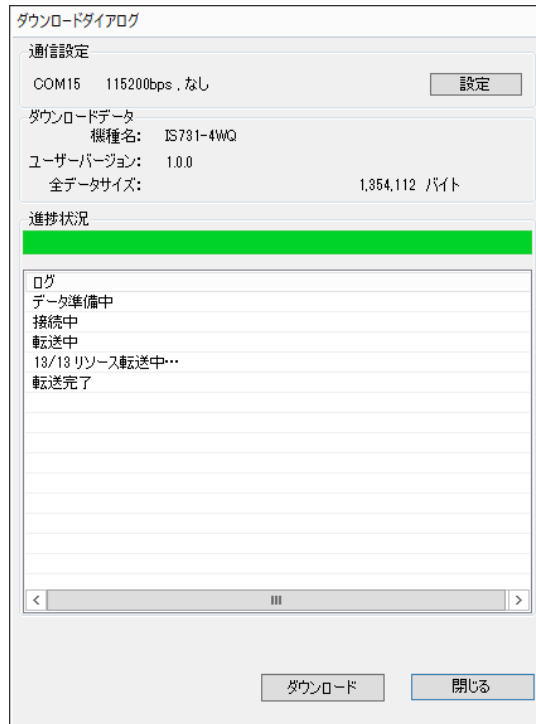 ダウンロードダイアログ
通信設定
COM15 115200bps , なし 設定
ダウンロードデータ
機種名: IS731-4WQ
ユーザーバージョン: 1.0.0
全データサイズ: 1,354,112 バイト
進捗状況
ログ
データ準備中
接続中
転送中
13/13 リソース転送中…
転送完了
ダウンロード 閉じる